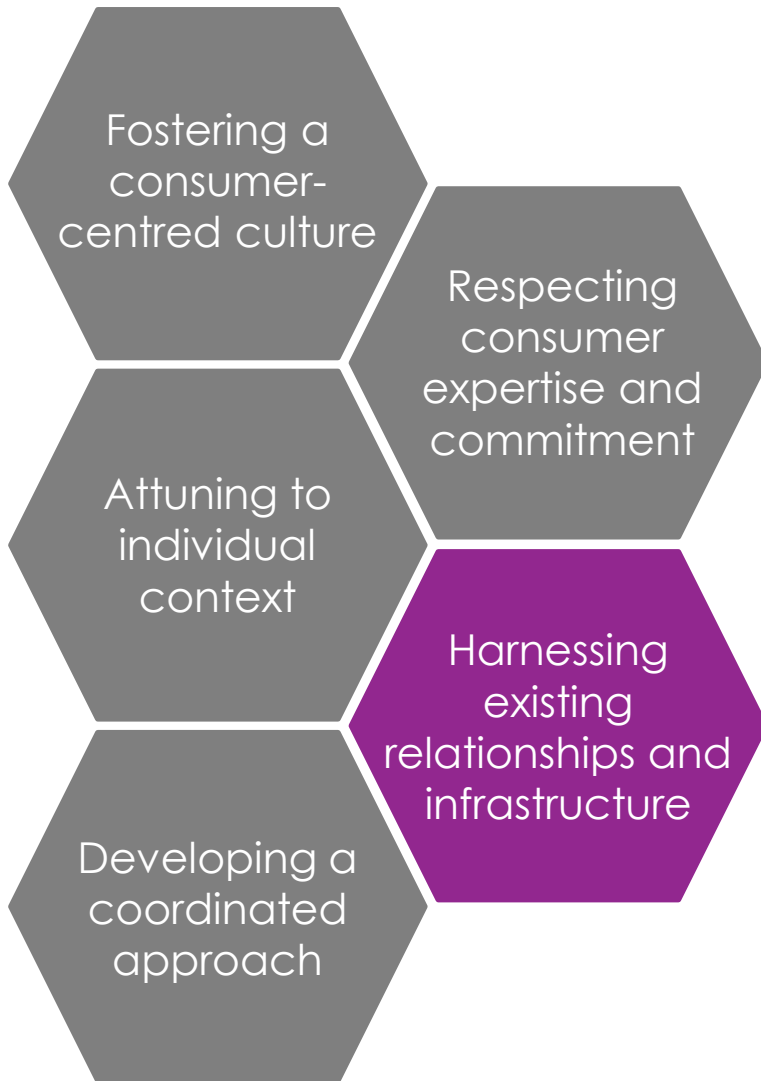 Fostering a
consumer-
centred culture
Respecting
consumer
expertise and
commitment
Attuning to
individual
context
Harnessing
existing
relationships and
infrastructure
Developing a
coordinated
approach